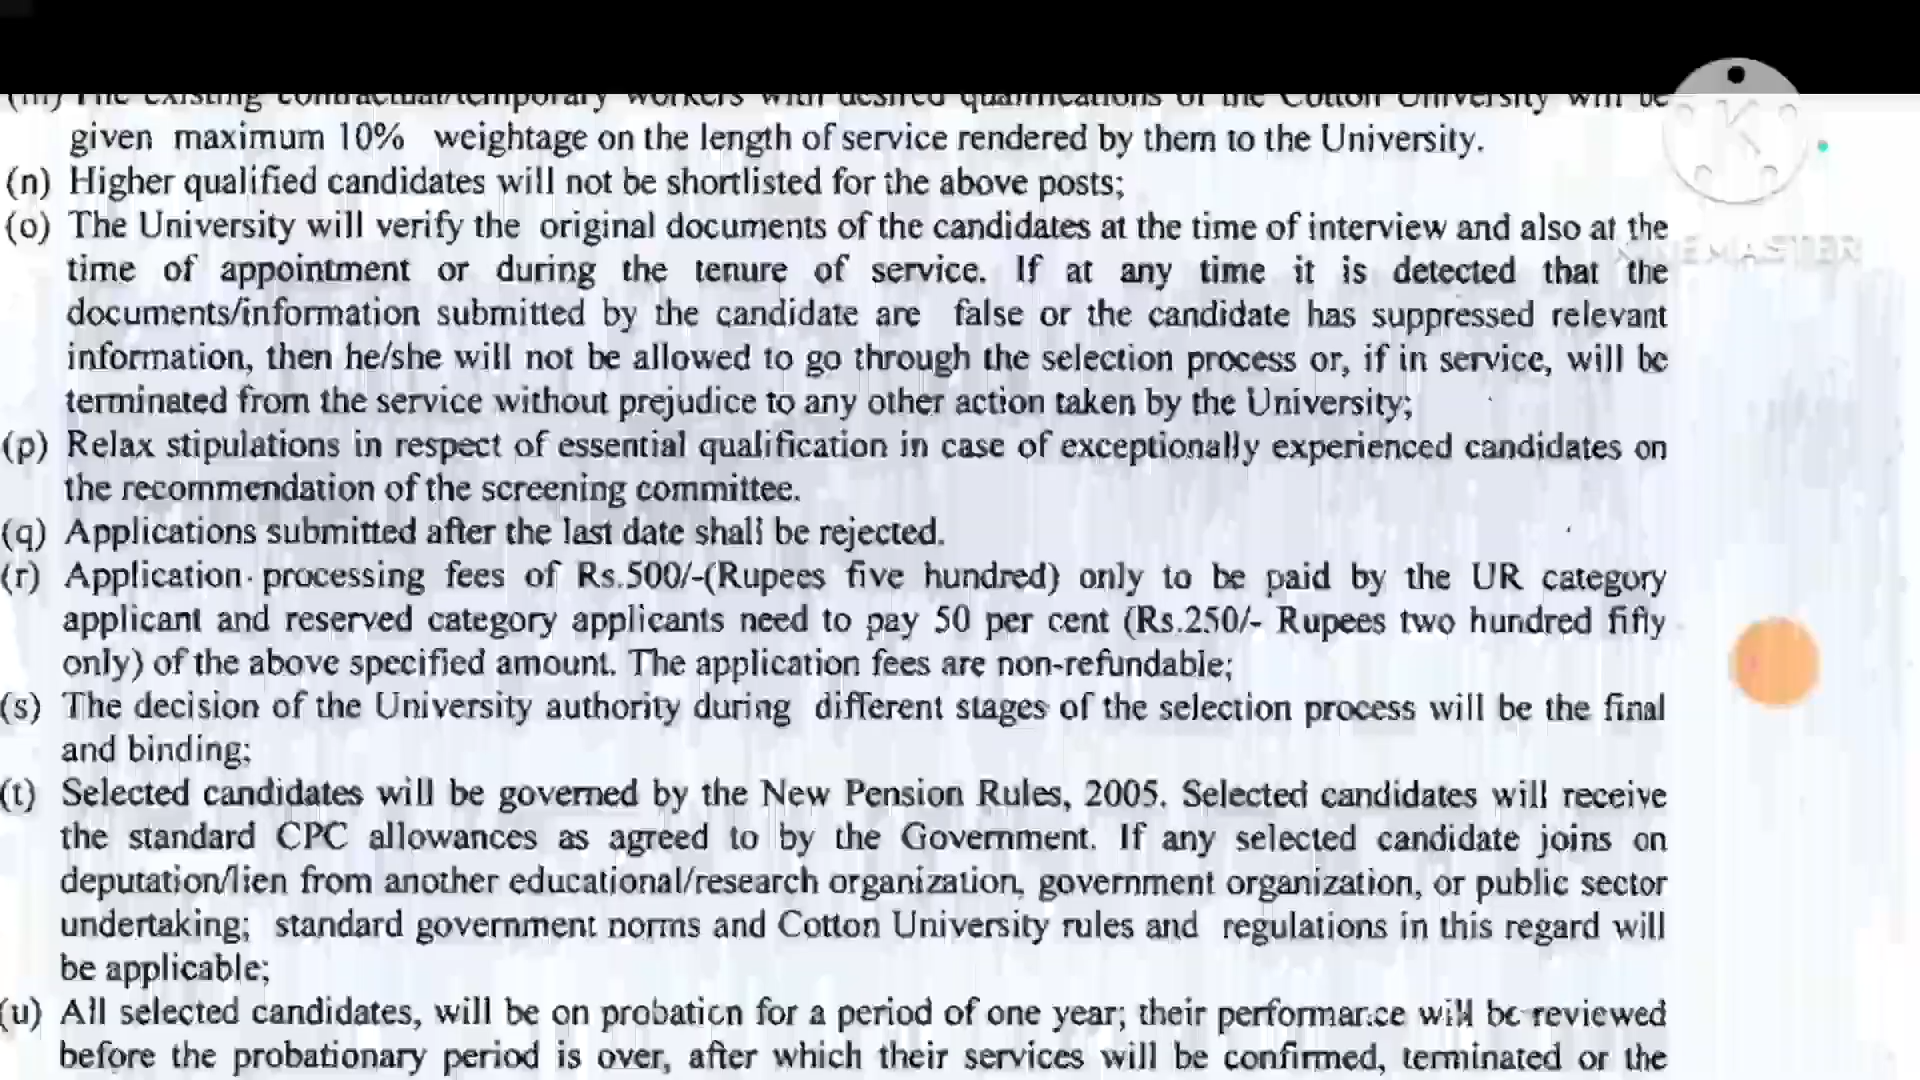 (m) The existing contractual/temporary workers with desired qualifications of the Cotton University will be
given maximum 10% weightage on the length of service rendered by them to the University.
(n) Higher qualified candidates will not be shortlisted for the above posts;
(o) The University will verify the original documents of the candidates at the time of interview and also at the
time of appointment or during the tenure of service. If at any time it is detected that the
documents/information submitted by the candidate are false or the candidate has suppressed relevant
information, then he/she will not be allowed to go through the selection process or, if in service, will be
terminated from the service without prejudice to any other action taken by the University;
(p) Relax stipulations in respect of essential qualification in case of exceptionally experienced candidates on
the recommendation of the screening committee.
(q) Applications submitted after the last date shall be rejected.
(r) Application processing fees of Rs.500/-(Rupees five hundred) only to be paid by the UR category
applicant and reserved category applicants need to pay 50 per cent (Rs.250/- Rupees two hundred fifty
only) of the above specified amount. The application fees are non-refundable;
(s) The decision of the University authority during different stages of the selection process will be the final
and binding;
(t) Selected candidates will be governed by the New Pension Rules, 2005. Selected candidates will receive
the standard CPC allowances as agreed to by the Government. If any selected candidate joins on
deputation/lien from another educational/research organization, government organization, or public sector
undertaking; standard government norms and Cotton University rules and regulations in this regard will
be applicable;
(u) All selected candidates, will be on probation for a period of one year; their performance will be reviewed
before the probationary period is over, after which their services will be confirmed, terminated or the
K
KINEMASTER